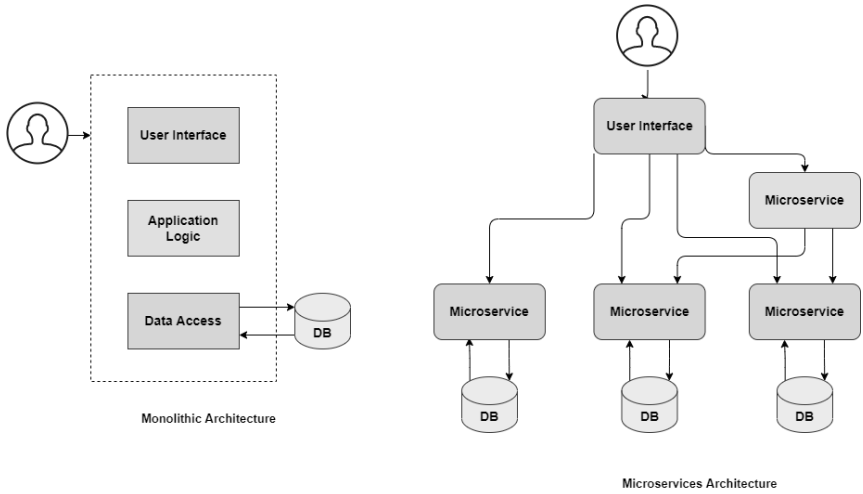 User Interface
Application
Logic
Data Access
DB
Monolithic Architecture
User Interface
Microservice
Microservice
Microservice
Microservice
DB
DB
DB
Microservices Architecture